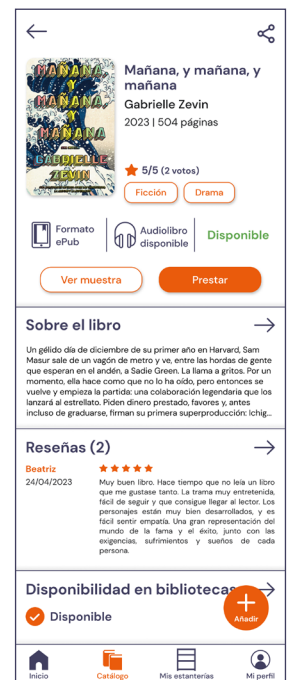 MAÑANA,
Y
MAÑANA,
Y
MAÑANA
GABRIELLE
ZEVIN
Mañana, y mañana, y
mañana
Gabrielle Zevin
2023 | 504 páginas
5/5 (2 votos)
Ficción Drama
Formato
ePub
Audiolibro
disponible
Disponible
Ver muestra Prestar
Sobre el libro
Un gélido día de diciembre de su primer año en Harvard, Sam
Masur sale de un vagón de metro y ve, entre las hordas de gente
que esperan en el andén, a Sadie Green. La llama a gritos. Por un
momento, ella hace como que no lo ha oído, pero entonces se
vuelve y empieza la partida: una colaboración legendaria que los
lanzará al estrellato. Piden dinero prestado, favores y, antes
incluso de graduarse, firman su primera superproducción: Ichig...
Reseñas (2)
Beatriz
24/04/2023
Muy buen libro. Hace tiempo que no leía un libro
que me gustase tanto. La trama muy entretenida,
fácil de seguir y que consigue llegar al lector. Los
personajes están muy bien desarrollados, y es
fácil sentir empatía. Una gran representación del
mundo de la fama y el éxito, junto con las
exigencias, sufrimientos y sueños de cada
persona.
Disponibilidad en bibliotecas
Disponible
Añadir
Inicio Catálogo Mis estanterías Mi perfil